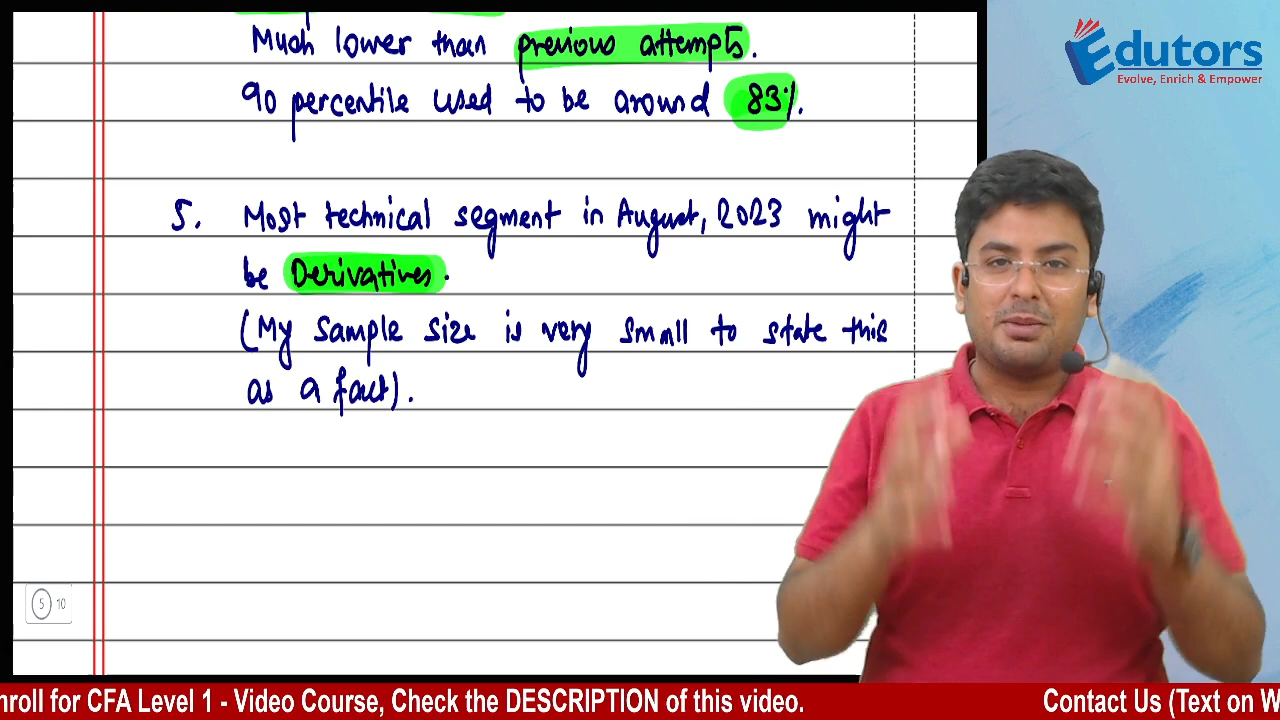 Much lower than previous attempts.
90 percentile used to be around 83%.
5. Most technical segment in August, 2023 might
be Derivatives.
(My sample size is very small to state this
as a fact).
5 10
Edutors
Evolve, Enrich & Empower
nroll for CFA Level 1 - Video Course, Check the DESCRIPTION of this video.
Contact Us (Text on W